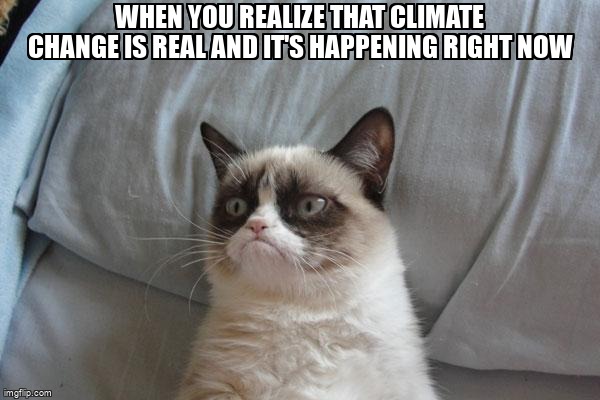 WHEN YOU REALIZE THAT CLIMATE
CHANGE IS REAL AND IT'S HAPPENING RIGHT NOW
imgflip.com